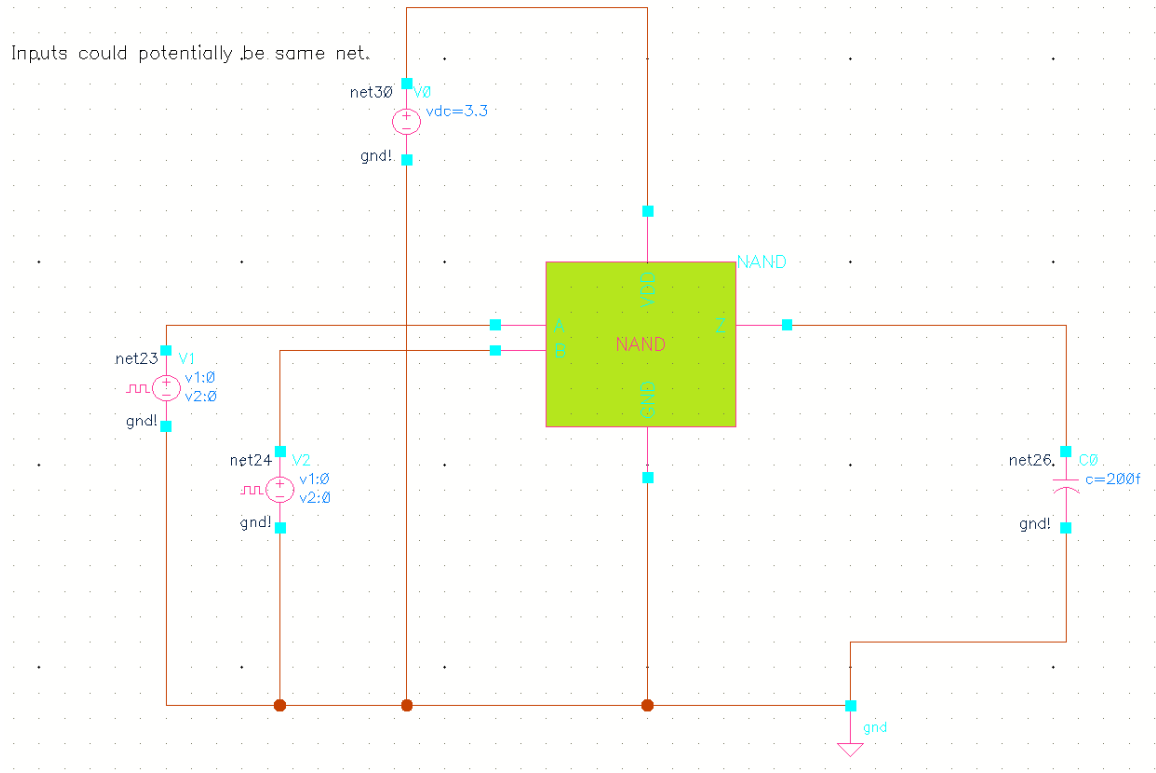 Inputs could potentially be same net.
net30 V0
vdc=3.3
gnd!
NAND
VDD
A
Z
B
NAND
GND
net23 V1
v1:0
v2:0
gnd!
net24 V2
v1:0
v2:0
gnd!
net26 C0
c=200f
gnd!
gnd